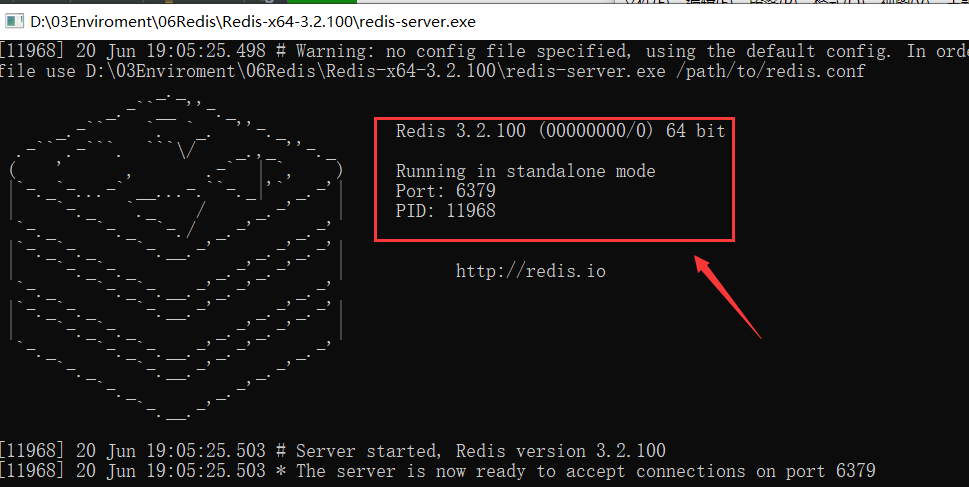 D:\03Enviroment\06Redis\Redis-x64-3.2.100\redis-server.exe
[11968] 20 Jun 19:05:25.498 # Warning: no config file specified, using the default config. In orde
file use D:\03Enviroment\06Redis\Redis-x64-3.2.100\redis-server.exe /path/to/redis.conf
Redis 3.2.100 (00000000/0) 64 bit
Running in standalone mode
Port: 6379
PID: 11968
http://redis.io
[11968] 20 Jun 19:05:25.503 # Server started, Redis version 3.2.100
[11968] 20 Jun 19:05:25.503 * The server is now ready to accept connections on port 6379